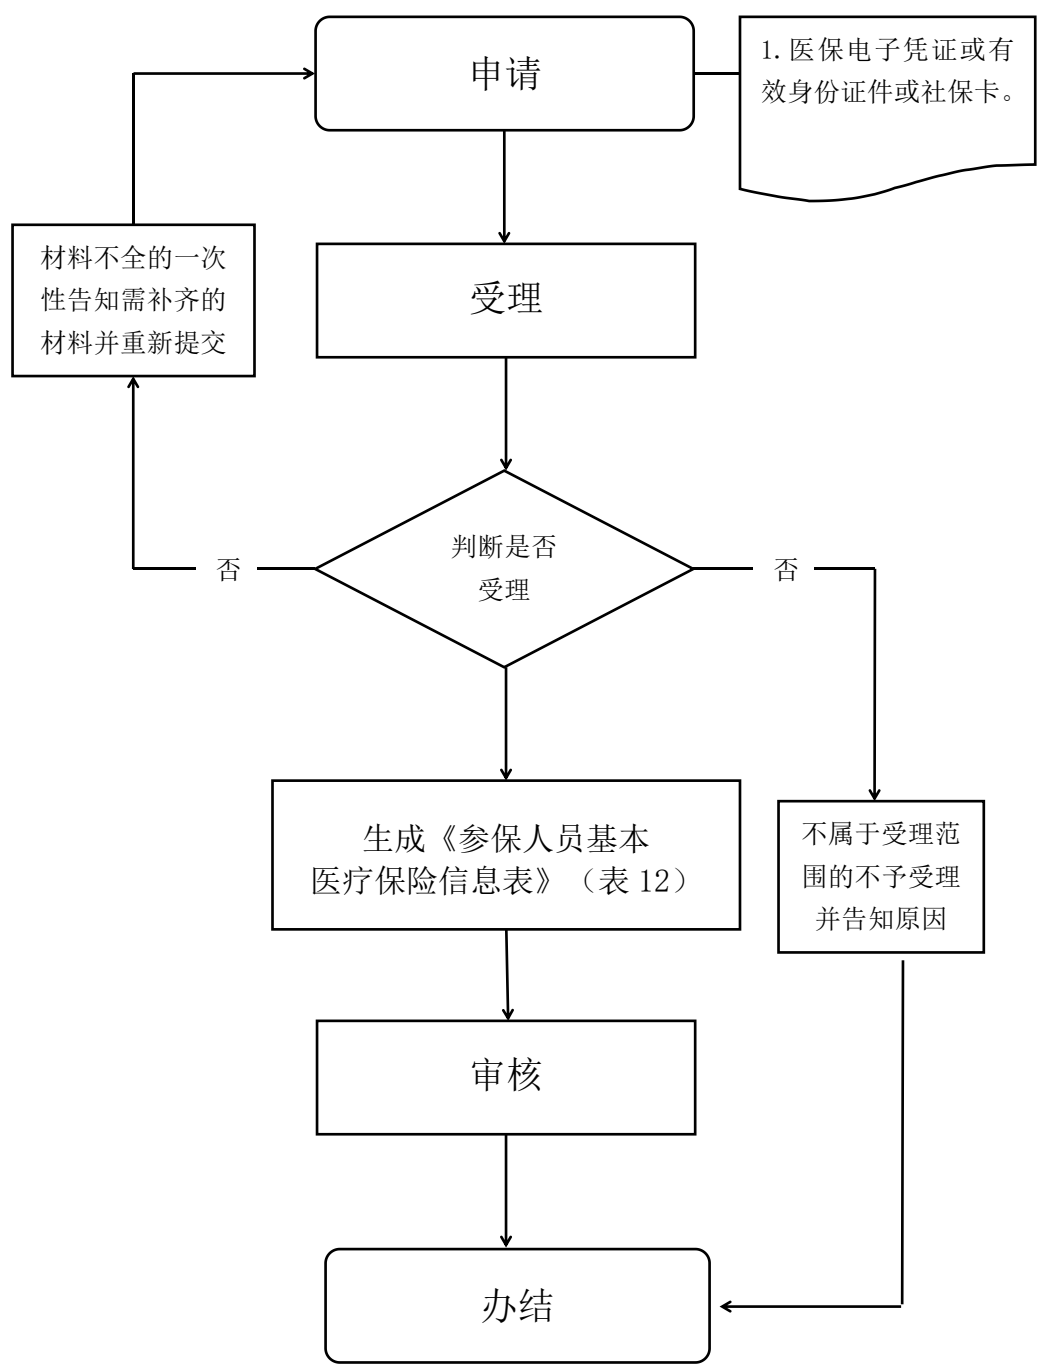 申请
1. 医保电子凭证或有
效身份证件或社保卡。
材料不全的一次
性告知需补齐的
材料并重新提交
受理
判断是否
受理
否
否
生成《参保人员基本
医疗保险信息表》（表 12）
不属于受理范
围的不予受理
并告知原因
审核
办结